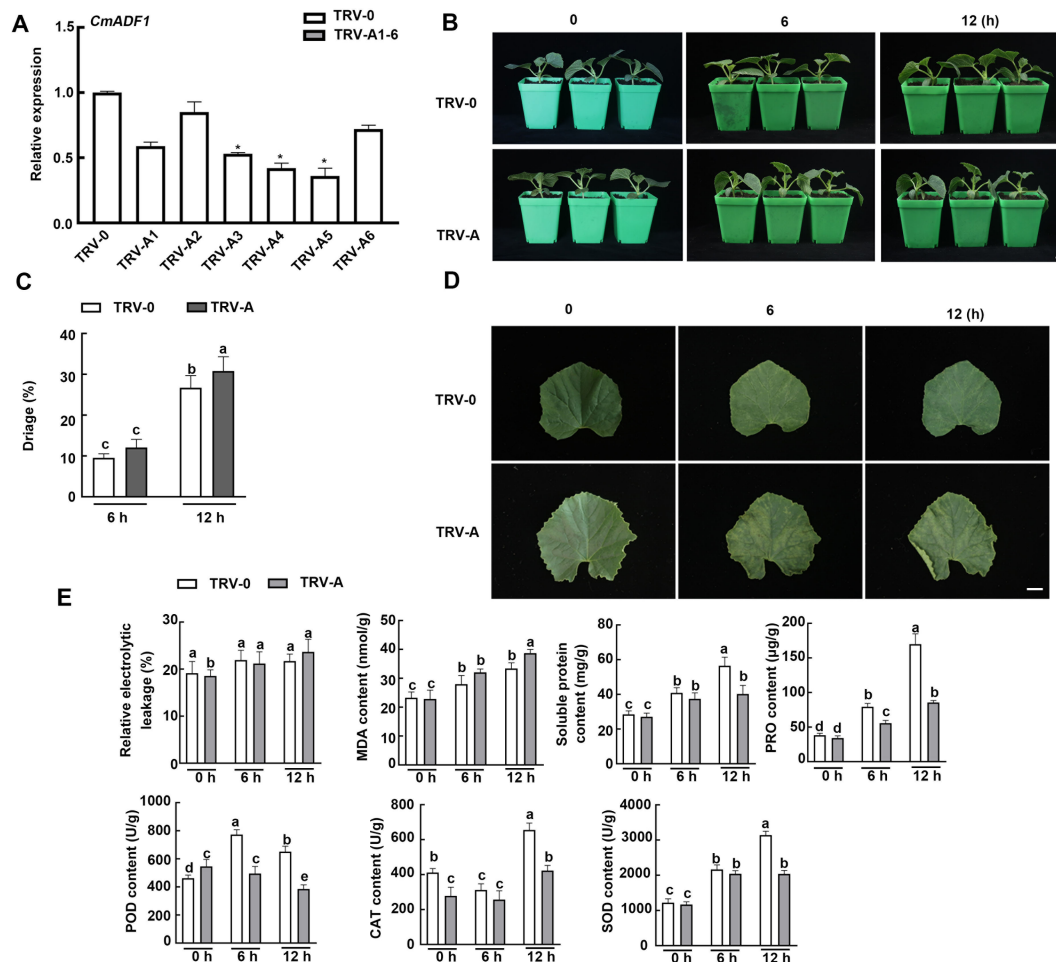 A
CmADF1
TRV-0
TRV-A1-6
Relative expression
1.5
1.0
0.5
0.0
*
*
*
TRV-0
TRV-A1
TRV-A2
TRV-A3
TRV-A4
TRV-A5
TRV-A6
B
0 6 12 (h)
TRV-0
TRV-A
C
TRV-0 TRV-A
Driage (%)
40
30
20
10
0
c c b a
6 h 12 h
D
0 6 12 (h)
TRV-0
TRV-A
E
TRV-0 TRV-A
Relative electrolytic
leakage (%)
30
20
10
0
a b a a a a
0 h 6 h 12 h
MDA content (nmol/g)
50
40
30
20
10
0
c c b b b a
0 h 6 h 12 h
Soluble protein
content (mg/g)
80
60
40
20
0
c c b b a b
0 h 6 h 12 h
PRO content (μg/g)
200
150
100
50
0
d d b c a b
0 h 6 h 12 h
POD content (U/g)
1000
800
600
400
200
0
d c a c b e
0 h 6 h 12 h
CAT content (U/g)
800
600
400
200
0
b c c c a b
0 h 6 h 12 h
SOD content (U/g)
4000
3000
2000
1000
0
c c b b a b
0 h 6 h 12 h